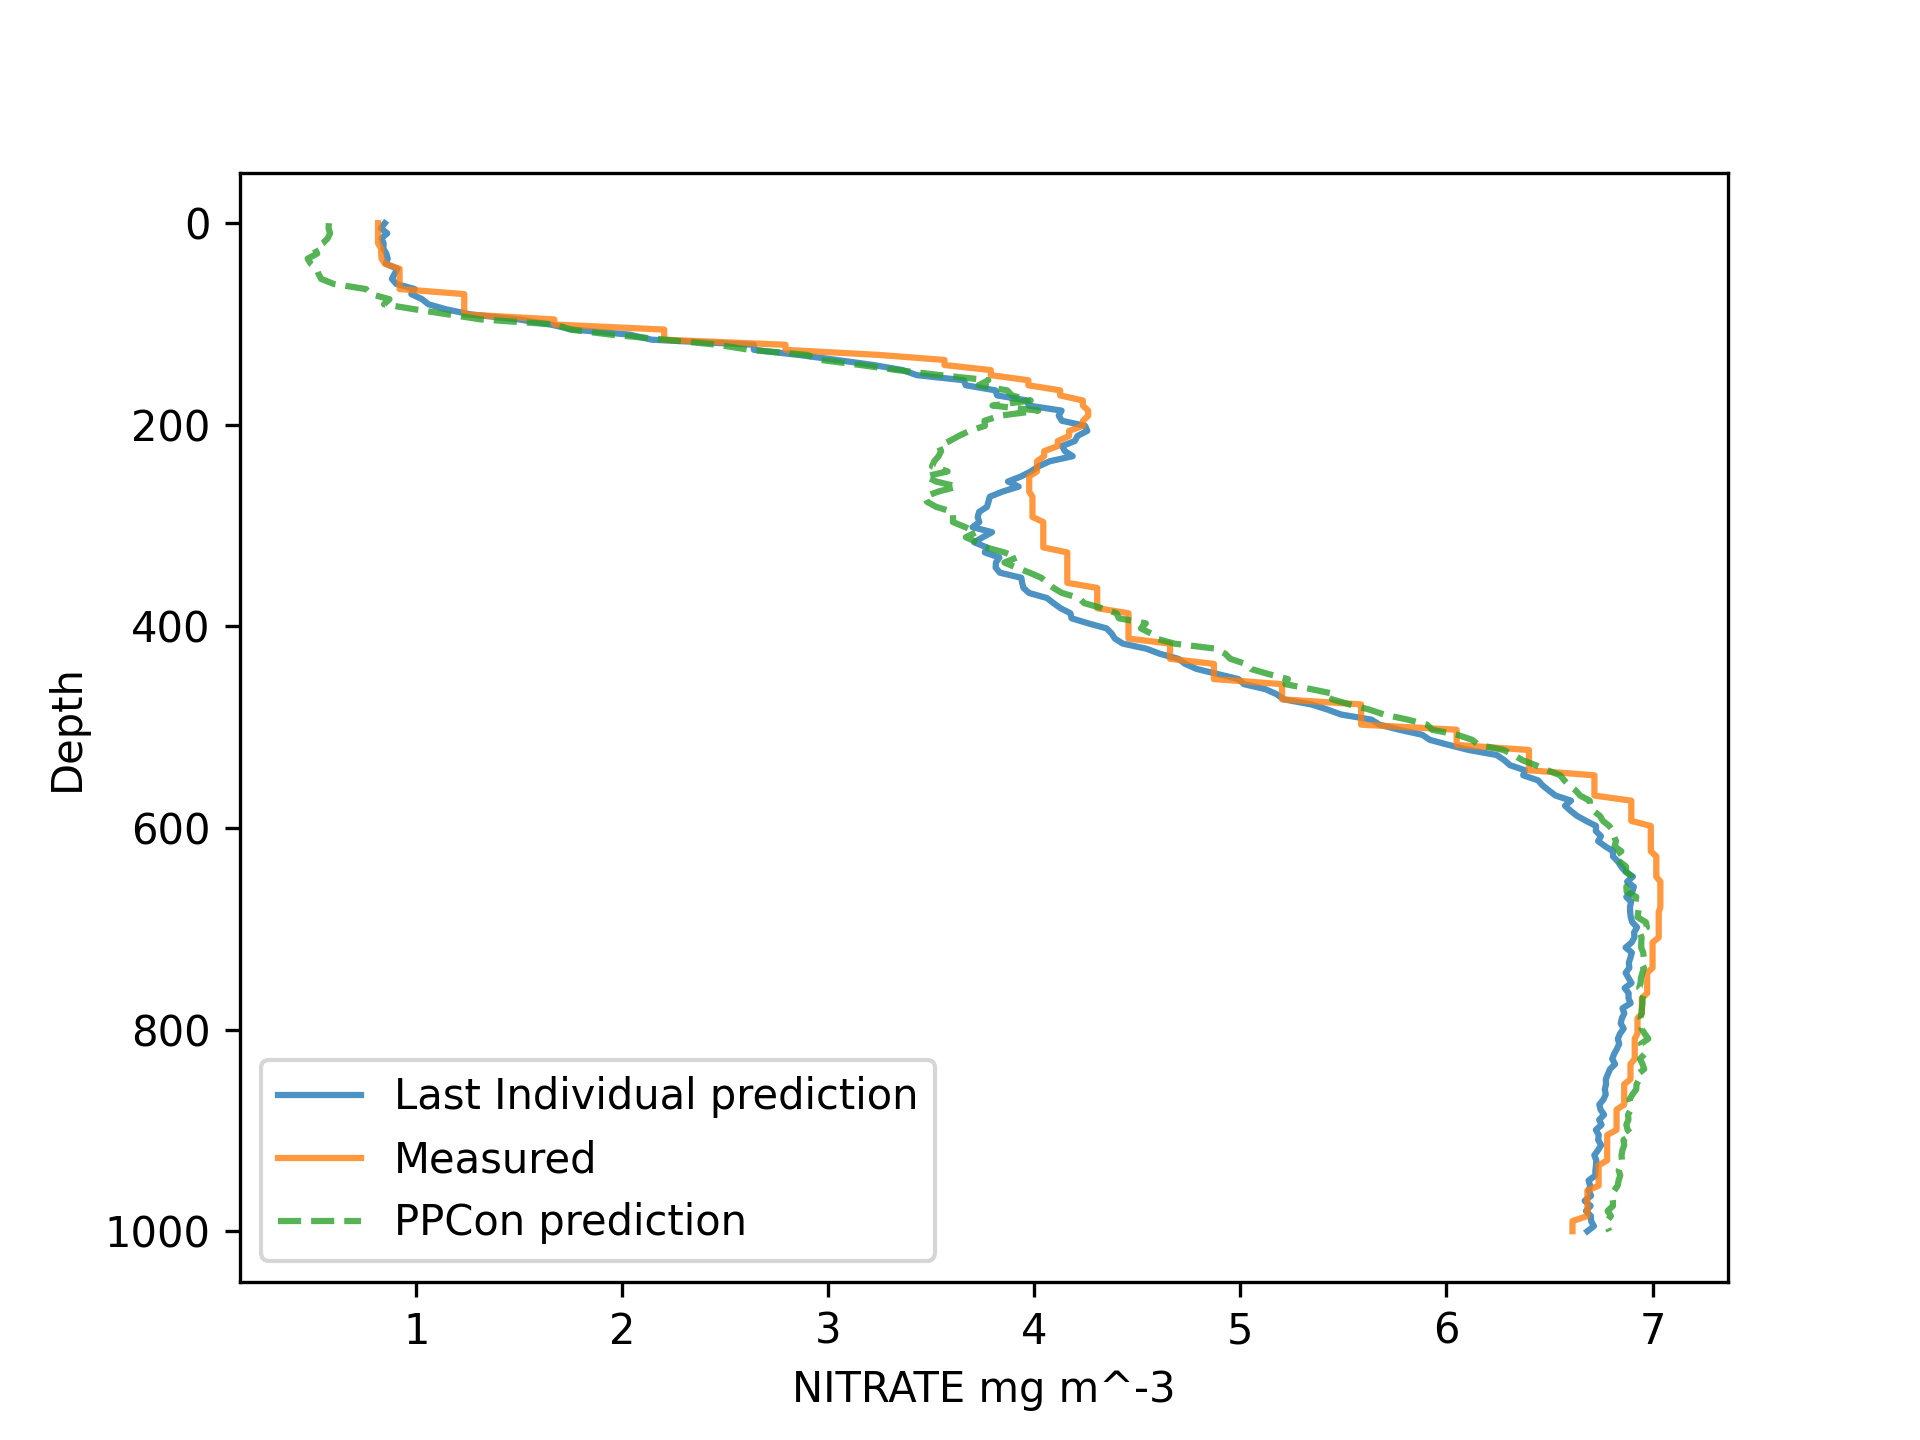 0
200
400
600
800
1000
Depth
Last Individual prediction
Measured
PPCon prediction
1 2 3 4 5 6 7
NITRATE mg m^-3